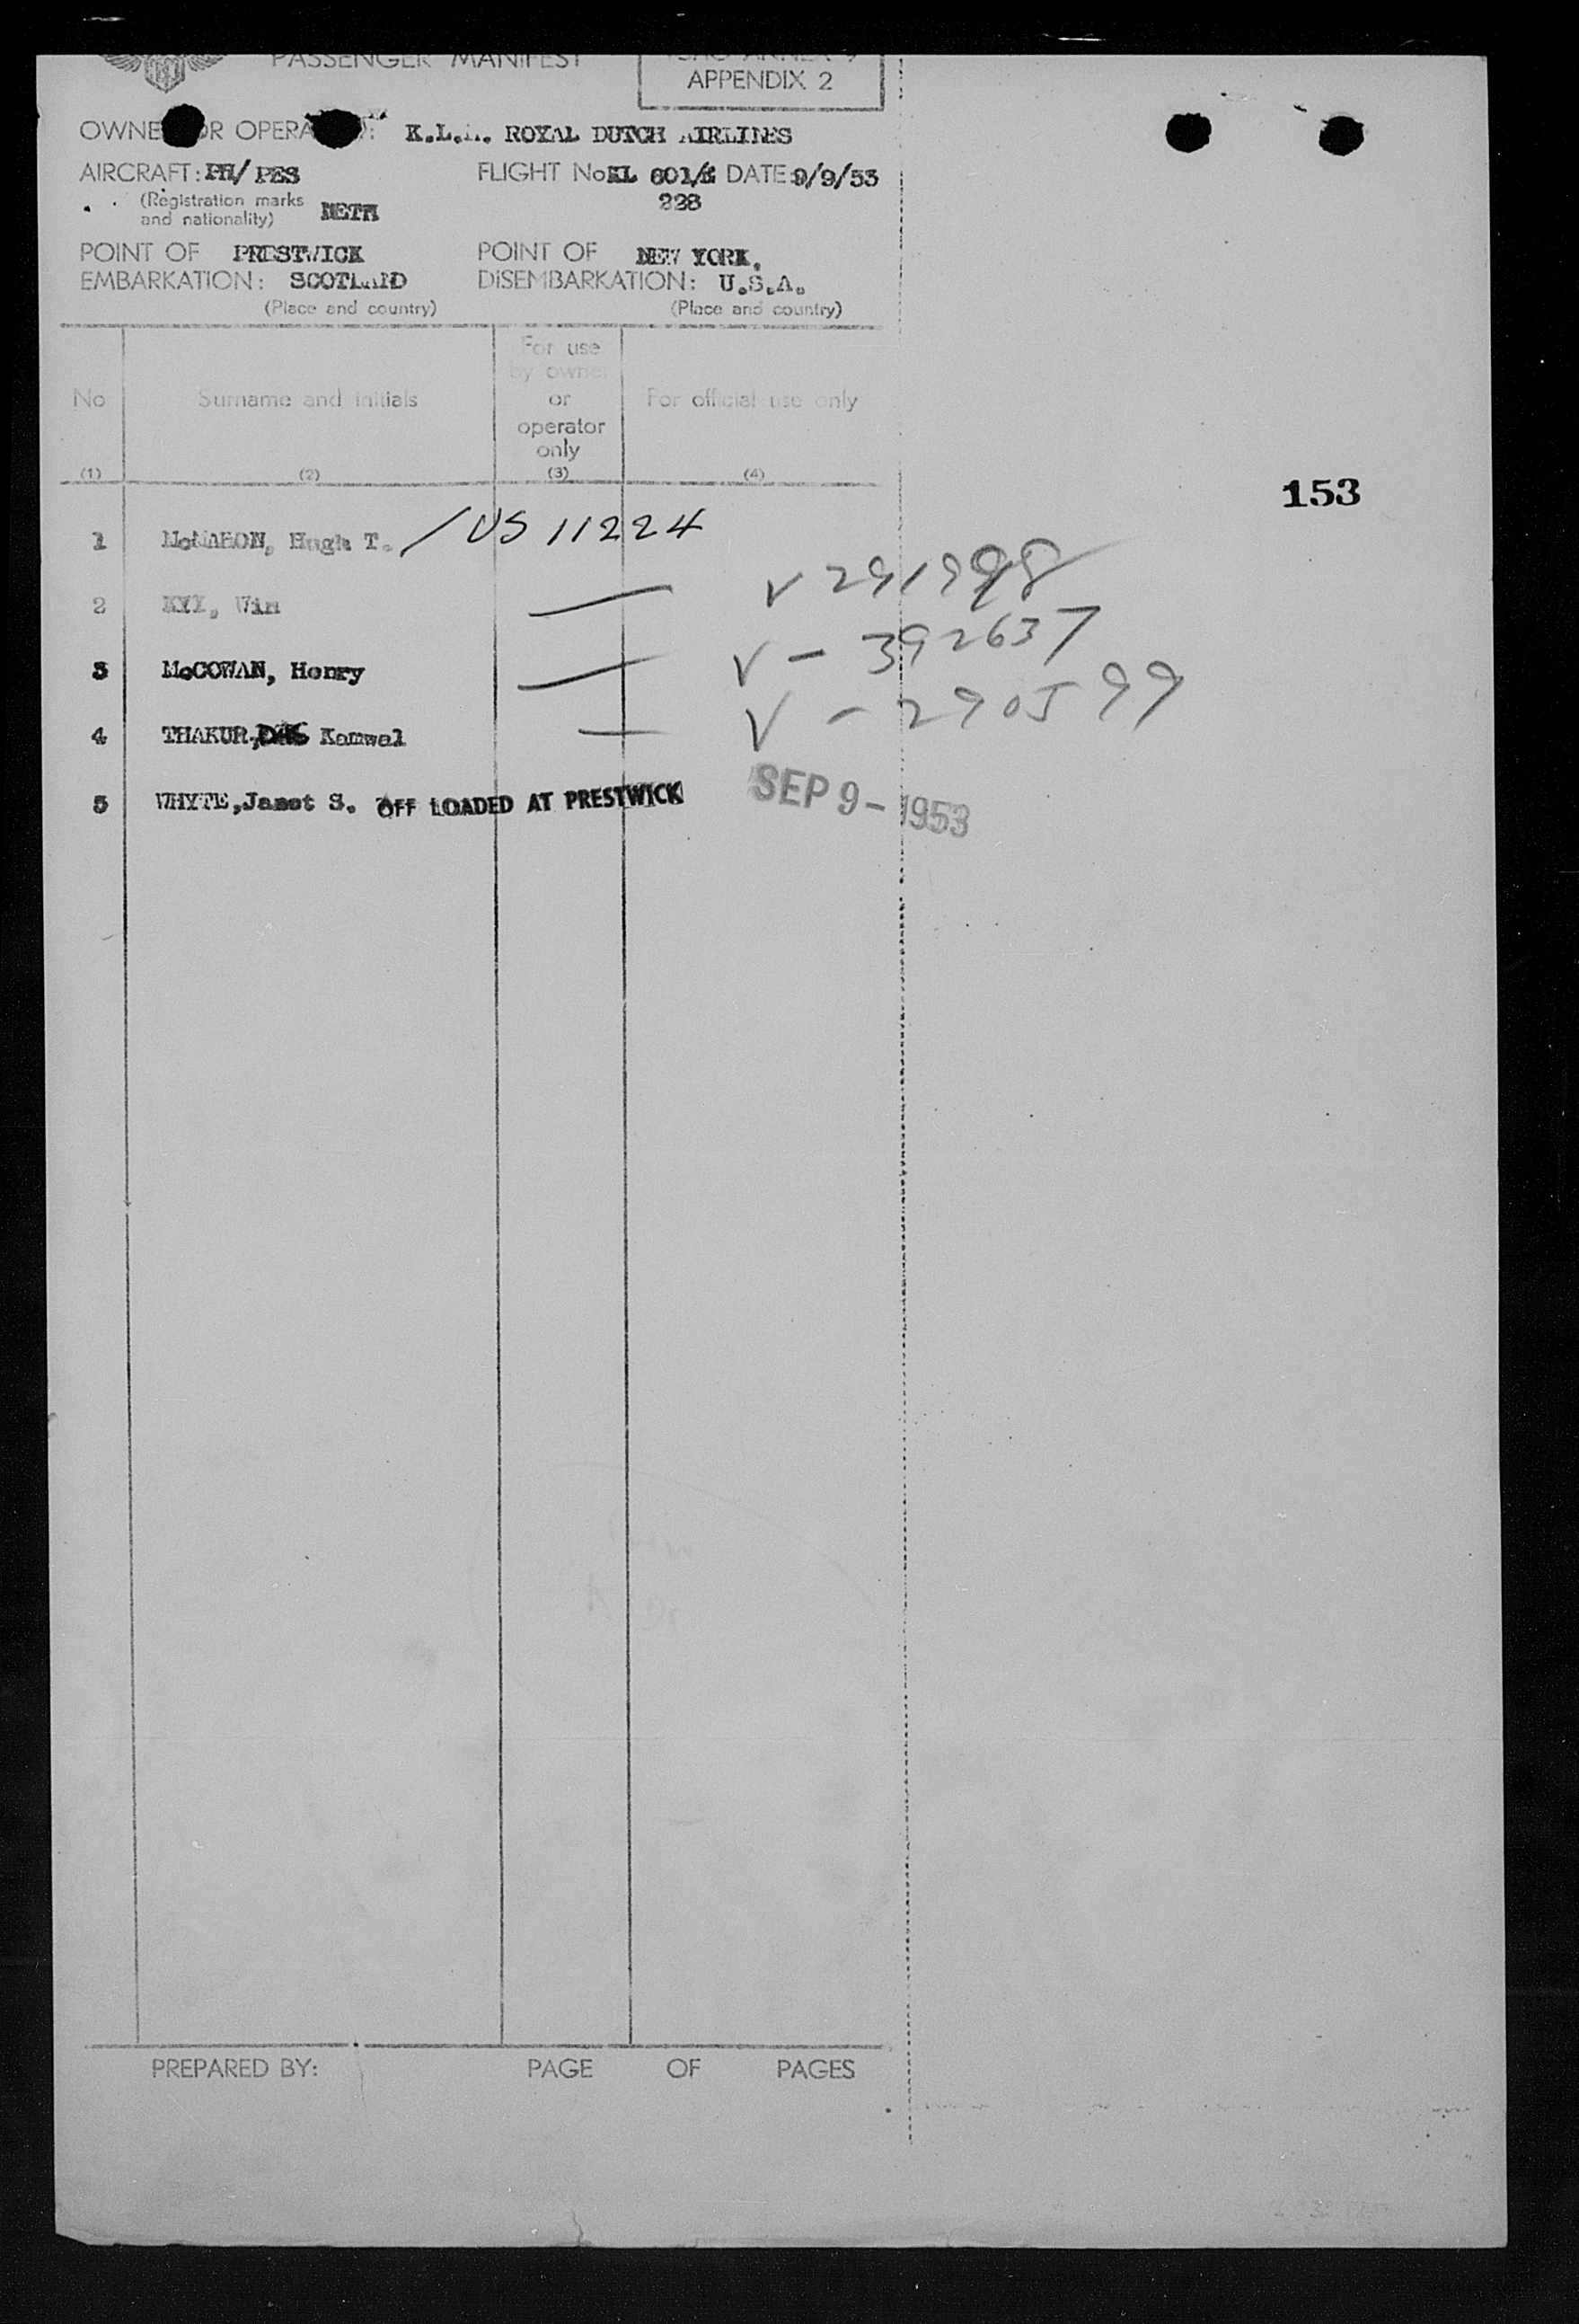 PASSENGER MANIFEST
APPENDIX 2
OWNER OR OPERATOR: K.L.M. ROYAL DUTCH AIRLINES
AIRCRAFT: PH/ PES FLIGHT No KL 601/ DATE: 9/9/53
(Registration marks and nationality) NETH 228
POINT OF EMBARKATION: PRESTWICK SCOTLAND
POINT OF DISEMBARKATION: NEW YORK, U.S.A.
(Place and country) (Place and country)
No Surname and initials For use by owner or operator only For official use only
(1) (2) (3) (4)
153
1 McMAHON, Hugh T. / US 11224
2 KYI, Win — V 291998
3 McCOWAN, Henry — V - 392637
4 THAKUR, Kamwal — V - 290599
5 WHYTE, Janet S. OFF LOADED AT PRESTWICK
SEP 9 - 1953
PREPARED BY: PAGE OF PAGES